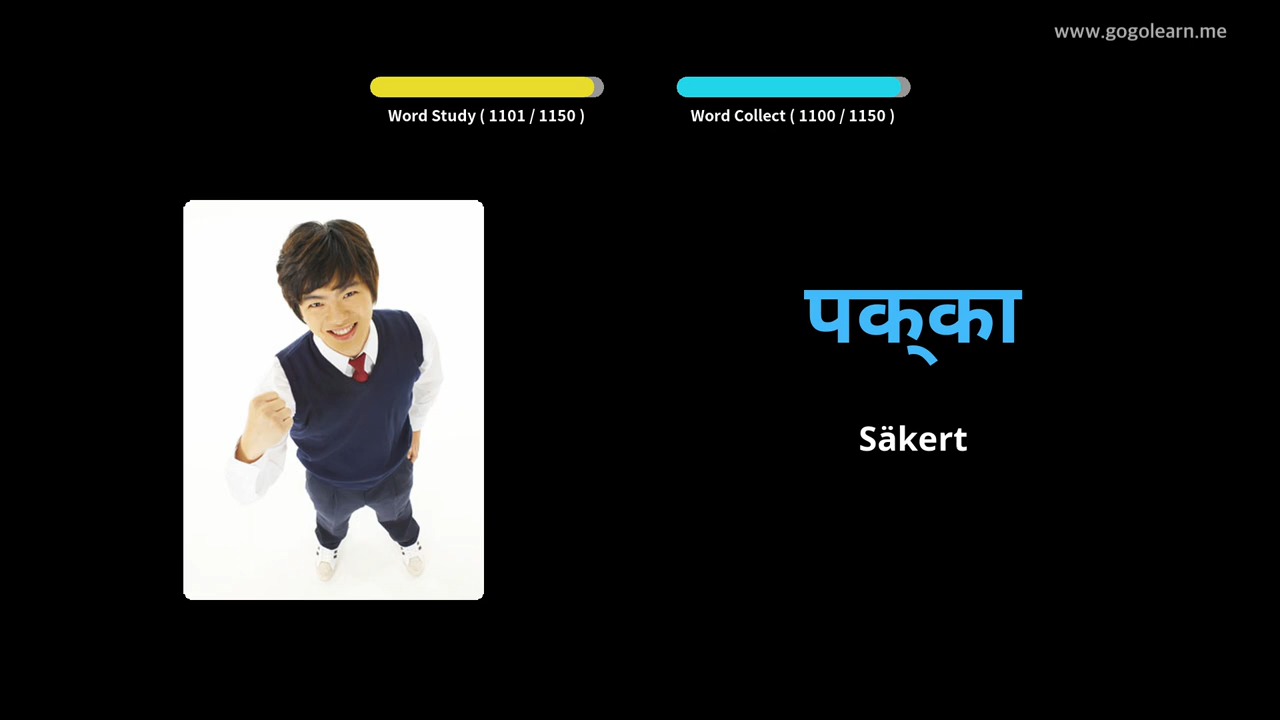 www.gogolearn.me
Word Study ( 1101 / 1150 )
Word Collect ( 1100 / 1150 )
पक्‌का
Säkert